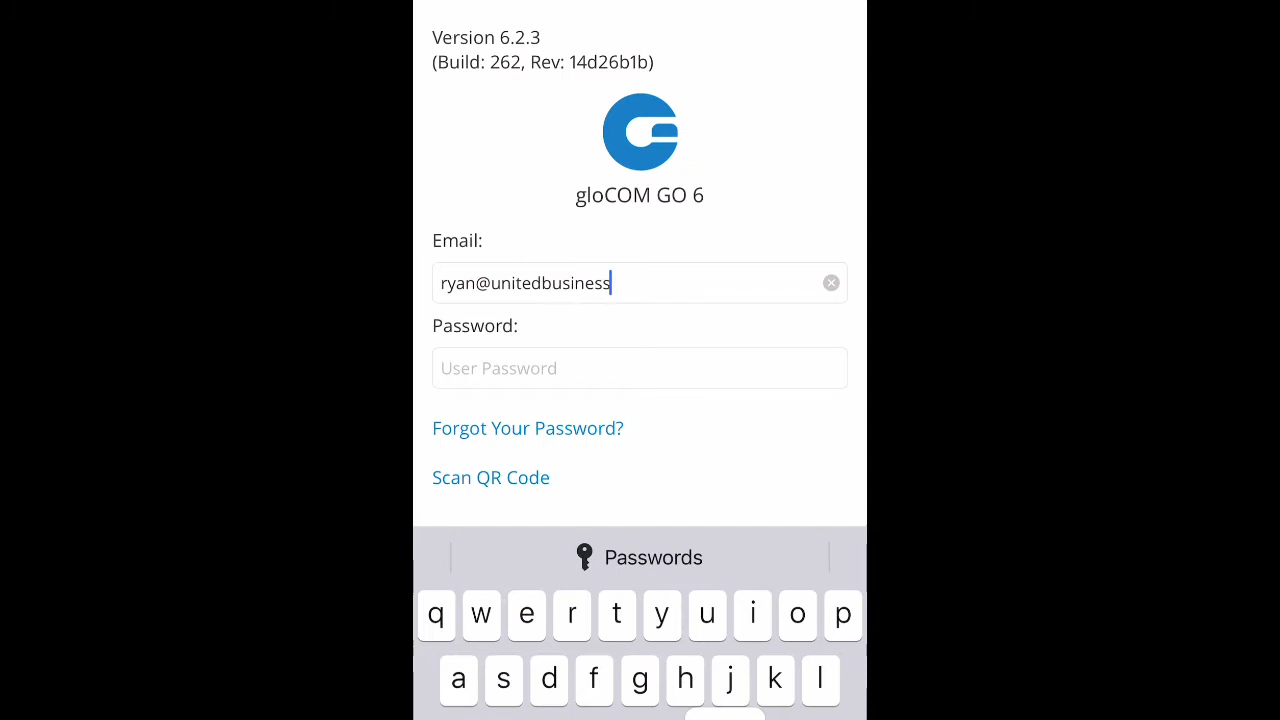 Version 6.2.3
(Build: 262, Rev: 14d26b1b)
gloCOM GO 6
Email:
ryan@unitedbusiness
Password:
User Password
Forgot Your Password?
Scan QR Code
Passwords
q w e r t y u i o p
a s d f g h j k l